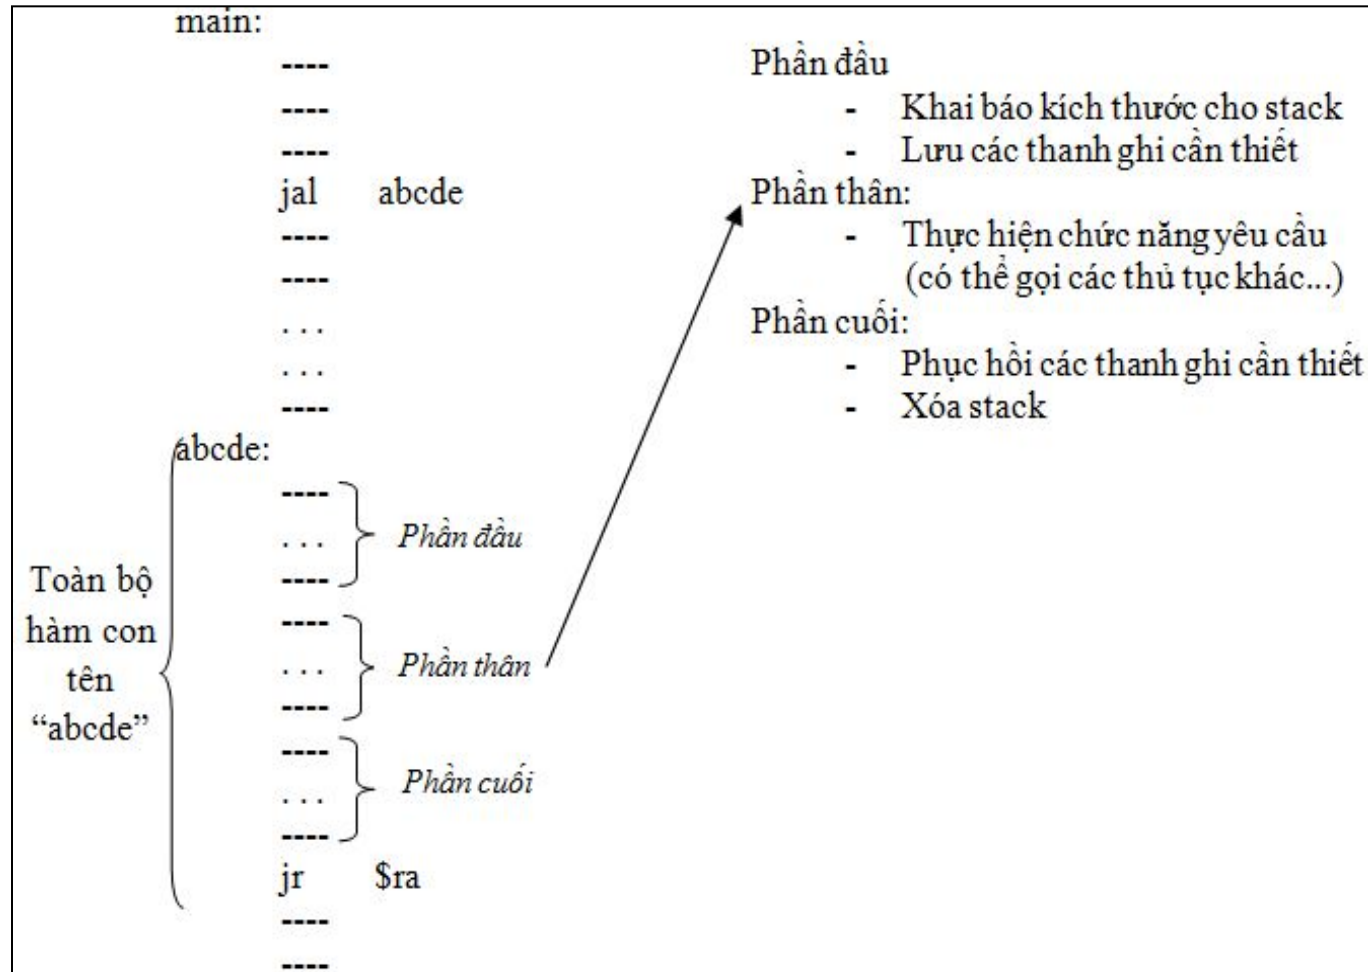 main:
----
----
----
jal abcde
----
----
. . .
. . .
----
abcde:
----
. . .
----
----
. . .
----
----
. . .
----
jr $ra
----
----
Toàn bộ
hàm con
tên
“abcde”
Phần đầu
Phần thân
Phần cuối
Phần đầu
- Khai báo kích thước cho stack
- Lưu các thanh ghi cần thiết
Phần thân:
- Thực hiện chức năng yêu cầu
(có thể gọi các thủ tục khác...)
Phần cuối:
- Phục hồi các thanh ghi cần thiết
- Xóa stack